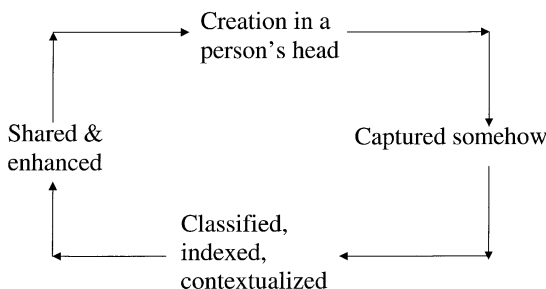 Creation in a
person's head
Captured somehow
Classified,
indexed,
contextualized
Shared &
enhanced